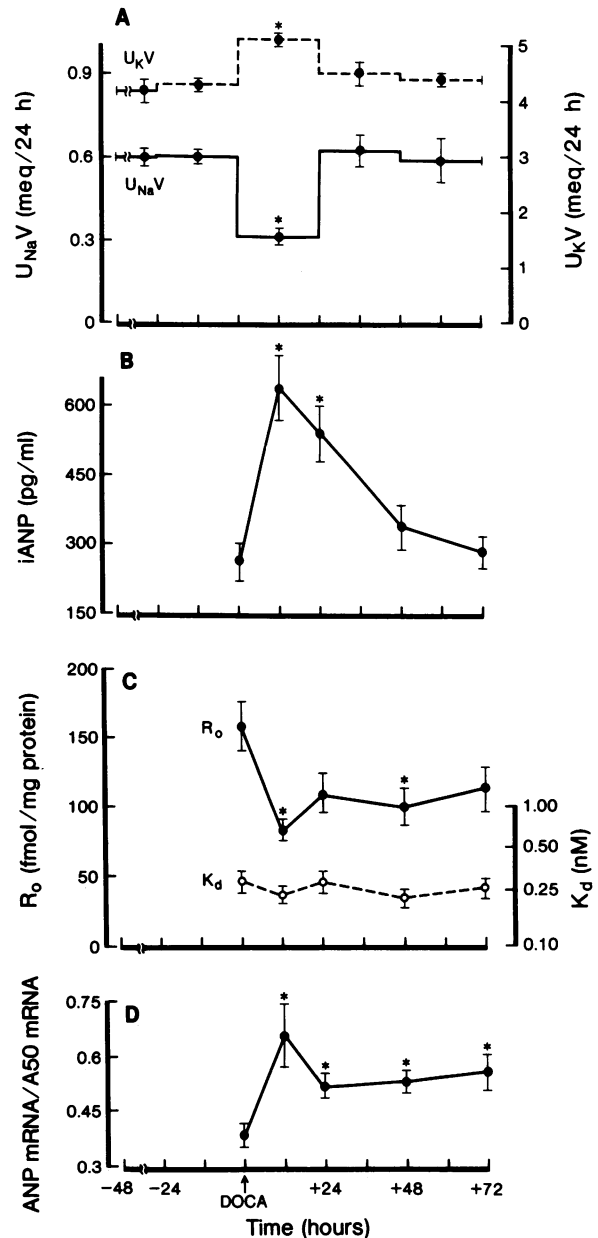 A
UNaV (meq/24 h)
0.9
0.6
0.3
0
UKV
*
UNaV
*
5
4
3
2
1
0
UKV (meq/24 h)
B
iANP (pg/ml)
600
450
300
150
*
*
C
Ro (fmol/mg protein)
200
150
100
50
0
Ro
*
*
Kd
1.00
0.50
0.25
0.10
Kd (nM)
D
ANP mRNA/A50 mRNA
0.75
0.6
0.45
0.3
*
*
*
*
−48
−24
DOCA
+24
+48
+72
Time (hours)